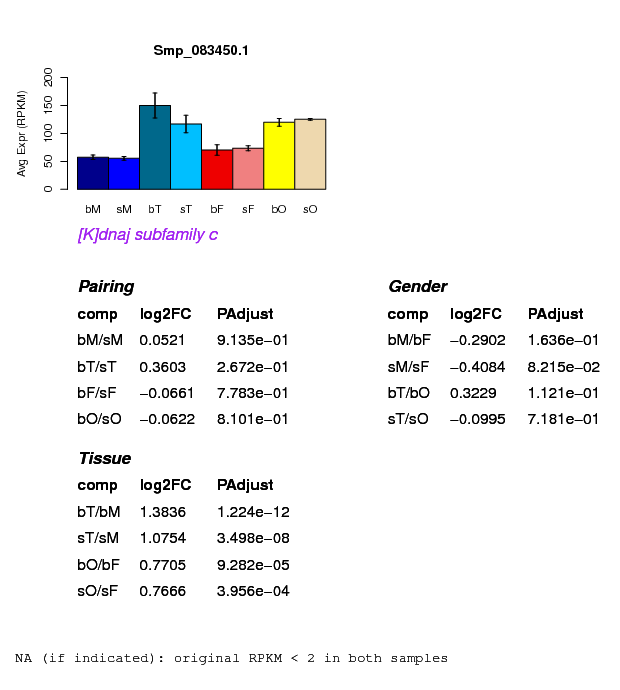 Smp_083450.1
Avg Expr (RPKM)
200
150
100
50
0
bM sM bT sT bF sF bO sO
[K]dnaj subfamily c
Pairing
comp log2FC PAdjust
bM/sM 0.0521 9.135e−01
bT/sT 0.3603 2.672e−01
bF/sF −0.0661 7.783e−01
bO/sO −0.0622 8.101e−01
Gender
comp log2FC PAdjust
bM/bF −0.2902 1.636e−01
sM/sF −0.4084 8.215e−02
bT/bO 0.3229 1.121e−01
sT/sO −0.0995 7.181e−01
Tissue
comp log2FC PAdjust
bT/bM 1.3836 1.224e−12
sT/sM 1.0754 3.498e−08
bO/bF 0.7705 9.282e−05
sO/sF 0.7666 3.956e−04
NA (if indicated): original RPKM < 2 in both samples